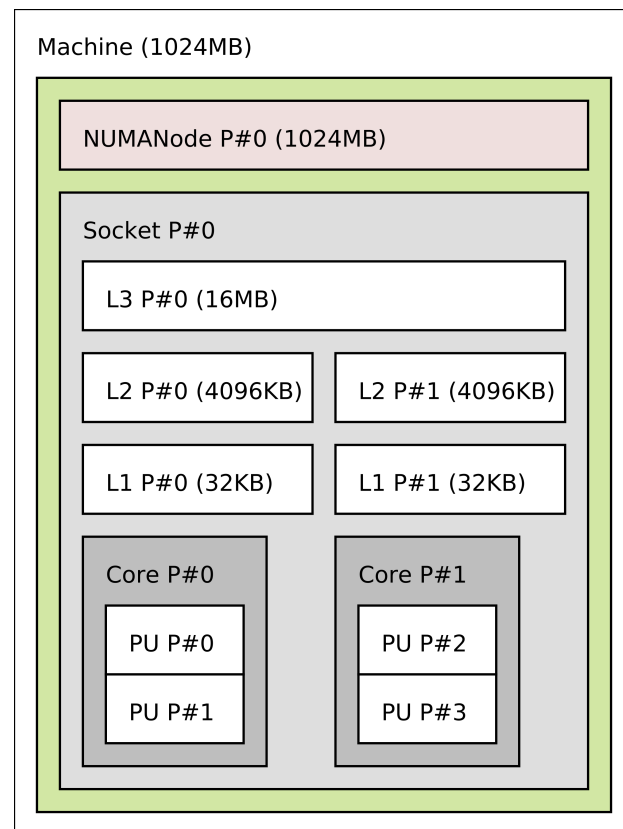 Machine (1024MB)
NUMANode P#0 (1024MB)
Socket P#0
L3 P#0 (16MB)
L2 P#0 (4096KB)
L2 P#1 (4096KB)
L1 P#0 (32KB)
L1 P#1 (32KB)
Core P#0
Core P#1
PU P#0
PU P#2
PU P#1
PU P#3